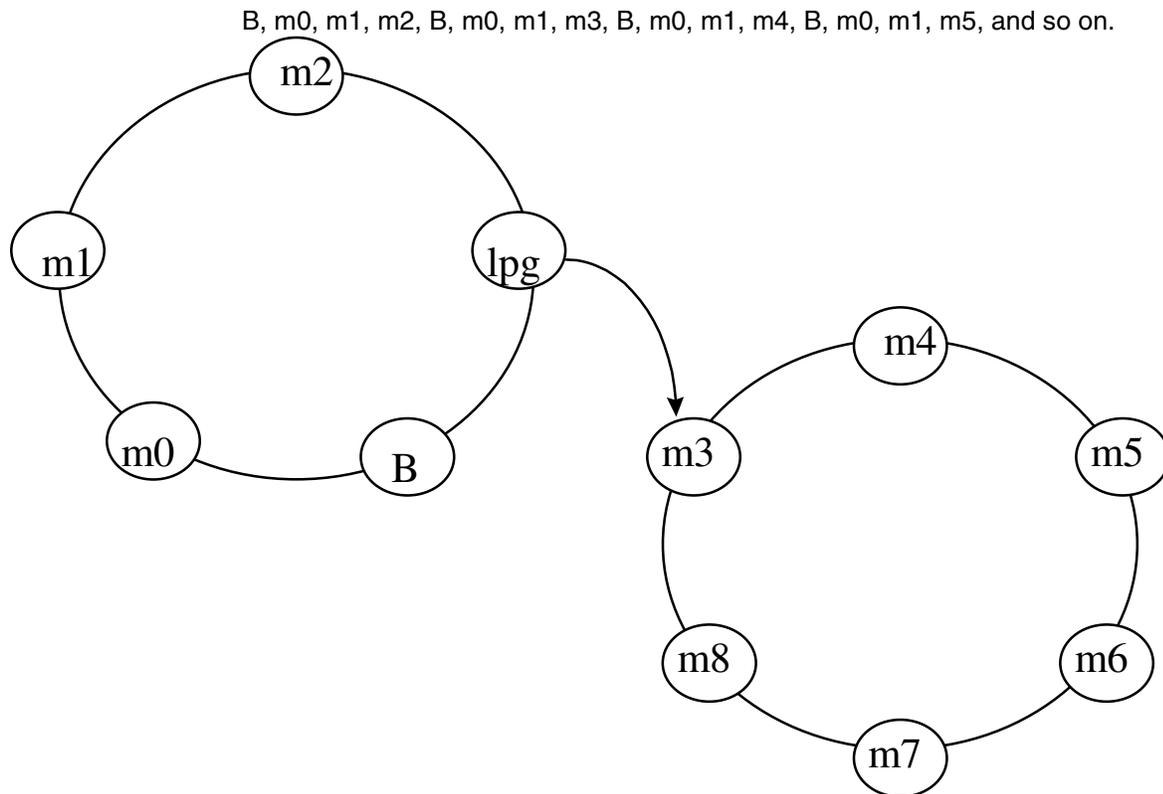 B, m0, m1, m2, B, m0, m1, m3, B, m0, m1, m4, B, m0, m1, m5, and so on.
m2
m1
lpg
m0
B
m4
m3
m5
m8
m6
m7